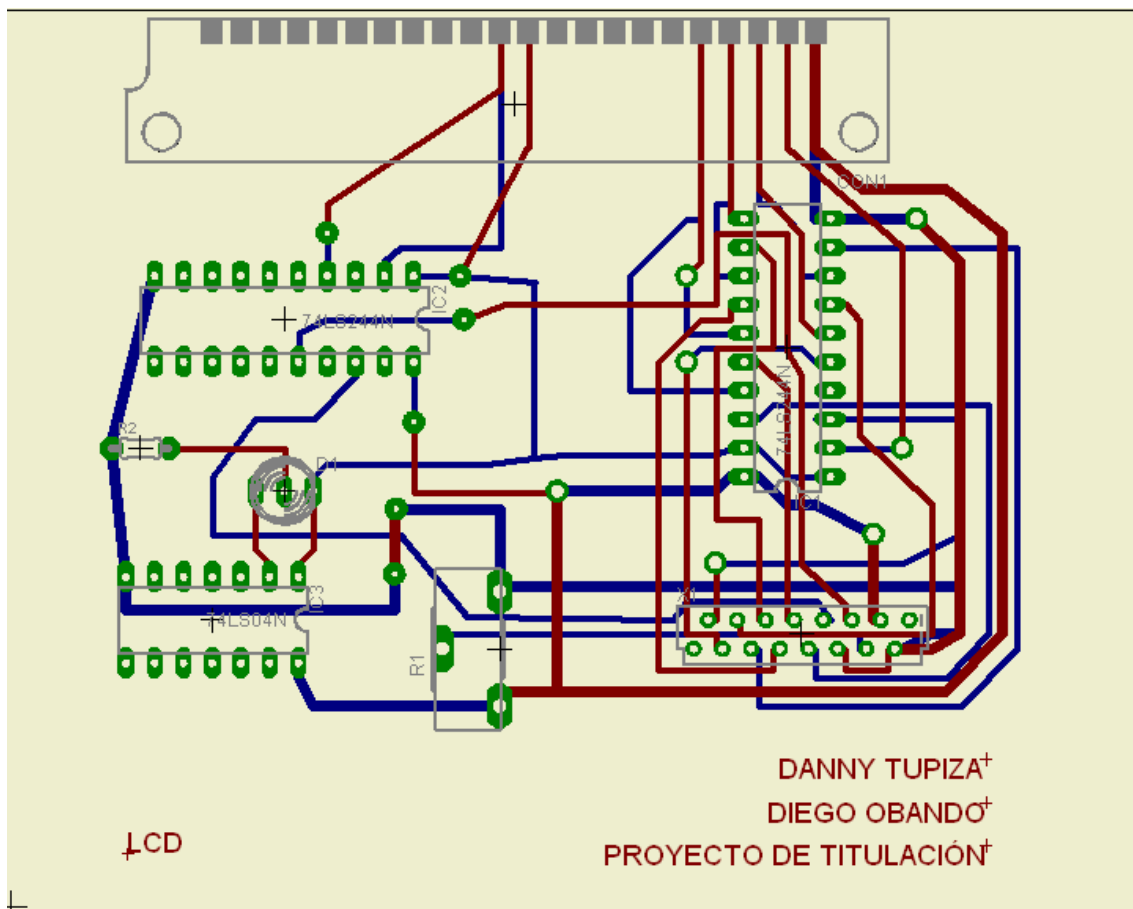 CON1
IC2
74LS244N
74LS244N
R2
D1
IC1
IC3
X1
74LS04N
R1
DANNY TUPIZA
DIEGO OBANDO
PROYECTO DE TITULACIÓN
LCD